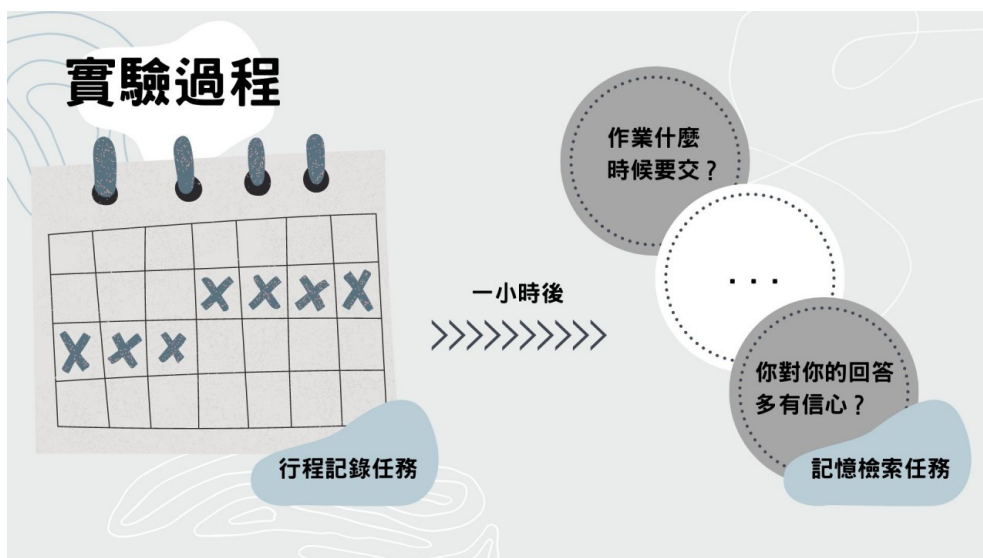 實驗過程
行程記錄任務
一小時後
作業什麼
時候要交？
...
你對你的回答
多有信心？
記憶檢索任務